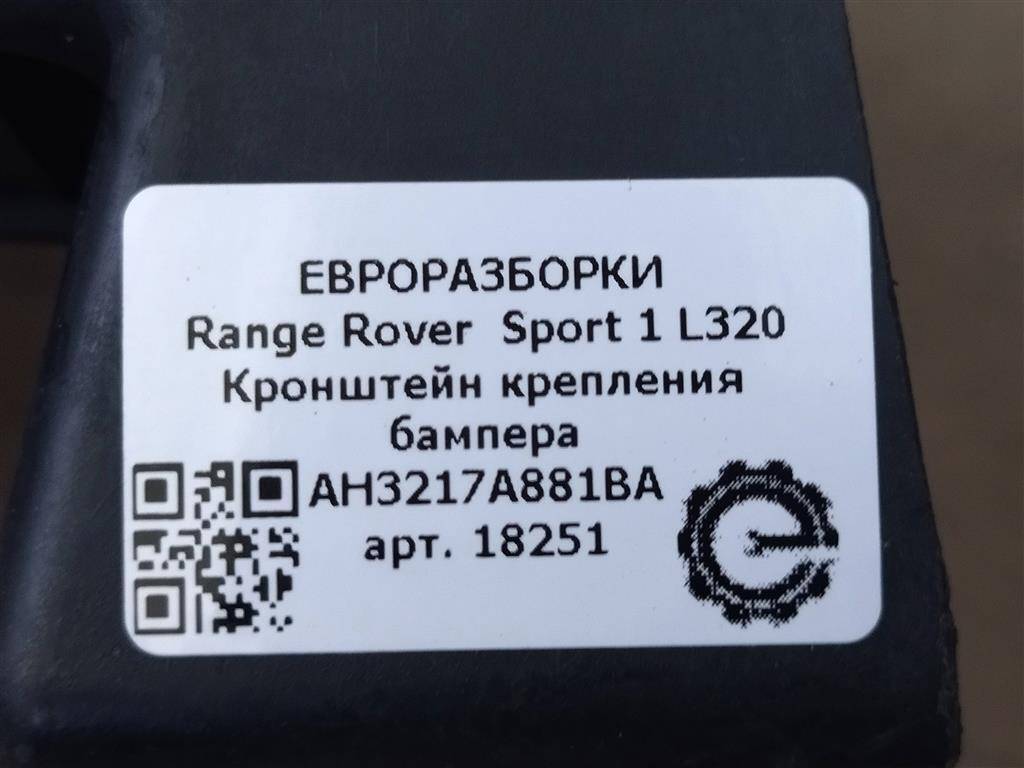 ЕВРОРАЗБОРКИ
Range Rover Sport 1 L320
Кронштейн крепления
бампера
AH3217A881BA
арт. 18251